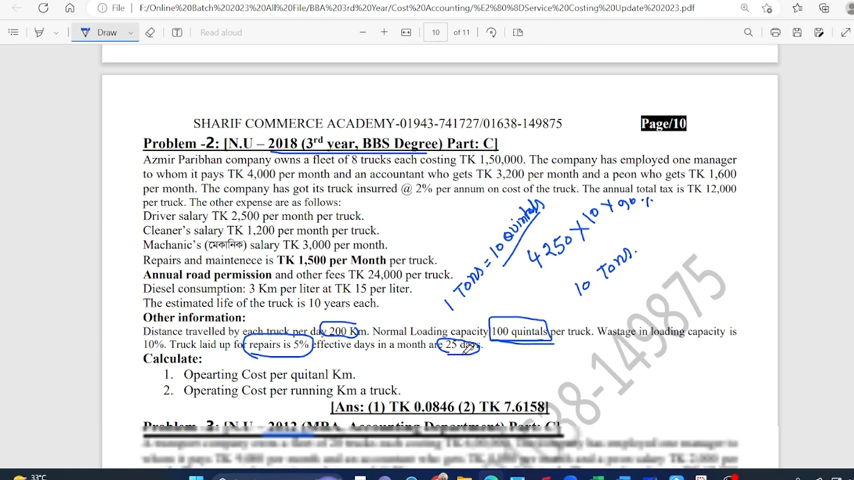 File
F:/Online%20Batch%202023%20All%20File/BBA%203rd%20Year/Cost%20Accounting/%E2%80%8DService%20Costing%20Update%202023.pdf
Draw
Read aloud
10 of 11
SHARIF COMMERCE ACADEMY-01943-741727/01638-149875
Page/10
Problem -2: [N.U – 2018 (3rd year, BBS Degree) Part: C]
Azmir Paribhan company owns a fleet of 8 trucks each costing TK 1,50,000. The company has employed one manager
to whom it pays TK 4,000 per month and an accountant who gets TK 3,200 per month and a peon who gets TK 1,600
per month. The company has got its truck insurred @ 2% per annum on cost of the truck. The annual total tax is TK 12,000
per truck. The other expense are as follows:
Driver salary TK 2,500 per month per truck.
Cleaner's salary TK 1,200 per month per truck.
Machanie's (মেকানিক) salary TK 3,000 per month.
Repairs and maintenece is TK 1,500 per Month per truck.
Annual road permission and other fees TK 24,000 per truck.
Diesel consumption: 3 Km per liter at TK 15 per liter.
The estimated life of the truck is 10 years each.
1 Tons = 10 Quintals
4250 X 10 X 90%
10 Tons.
Other information:
Distance travelled by each truck per day 200 Km. Normal Loading capacity 100 quintals per truck. Wastage in loading capacity is
10%. Truck laid up for repairs is 5% effective days in a month are 25 days.
Calculate:
1. Opearting Cost per quitanl Km.
2. Operating Cost per running Km a truck.
[Ans: (1) TK 0.0846 (2) TK 7.6158]
Problem- 3: [N.U – 2012 (MBA, Accounting Department) Part: C]
638-149875
33°C